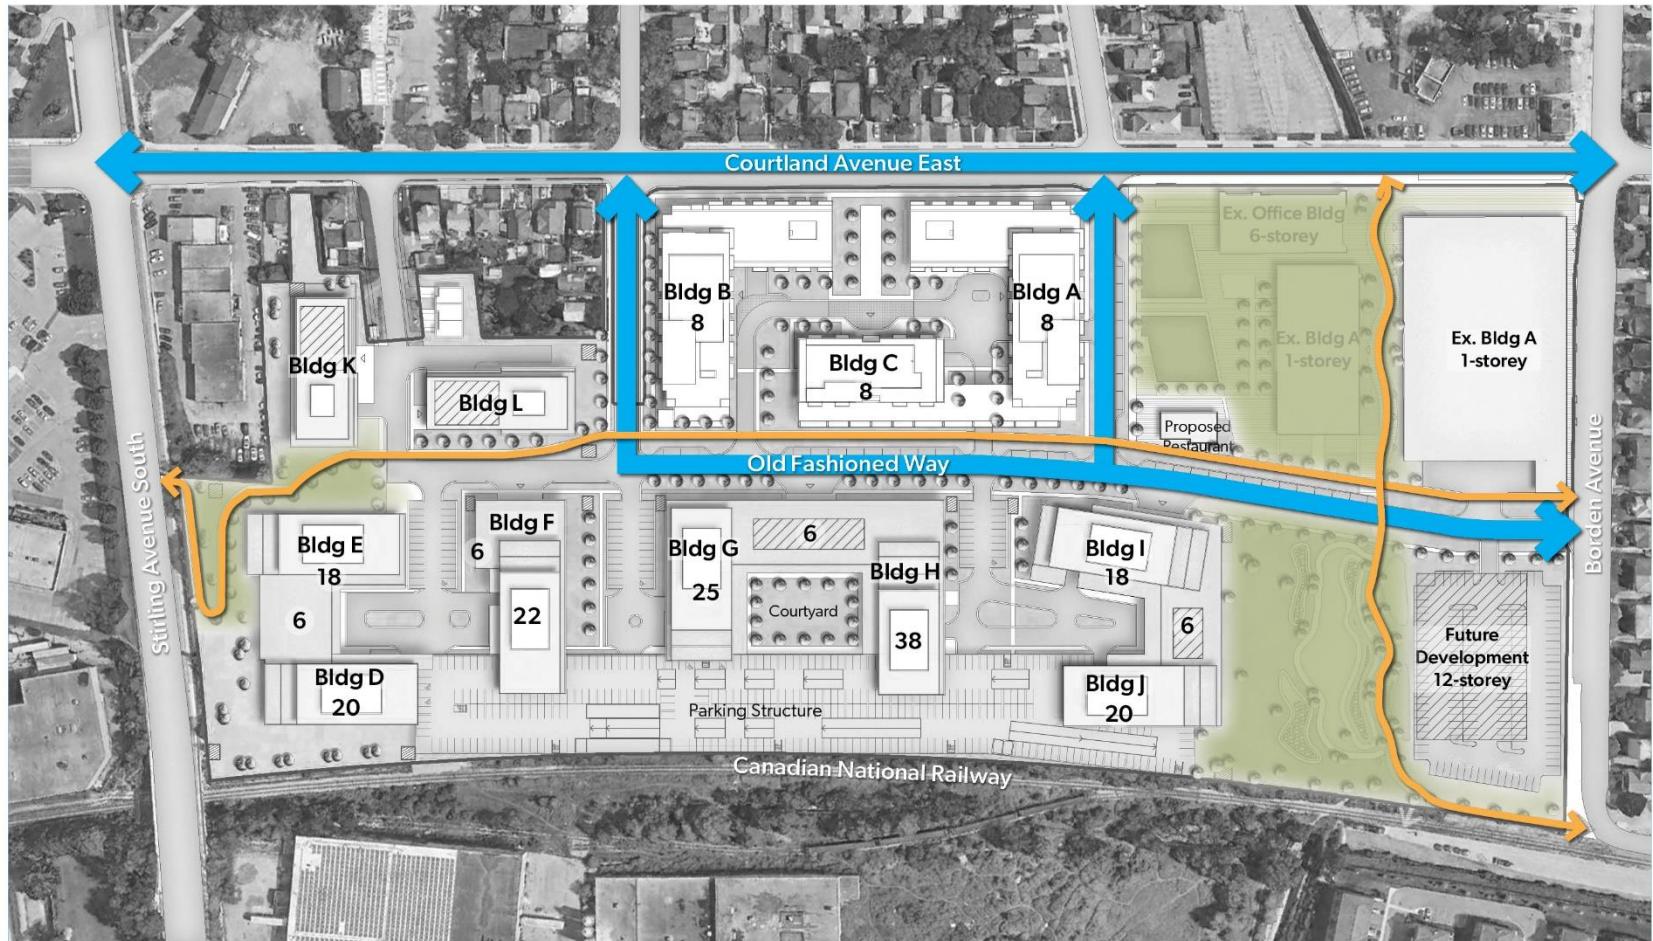 Courtland Avenue East
Ex. Office Bldg
6-storey
Bldg B
8
Bldg A
8
Ex. Bldg A
1-storey
Ex. Bldg A
1-storey
Bldg K
Bldg C
8
Bldg L
Proposed
Restaurant
Stirling Avenue South
Old Fashioned Way
Borden Avenue
Bldg E
18
6
Bldg F
6
22
Bldg G
25
6
Bldg H
38
Courtyard
Bldg I
18
6
Bldg D
20
Bldg J
20
Future
Development
12-storey
Parking Structure
Canadian National Railway